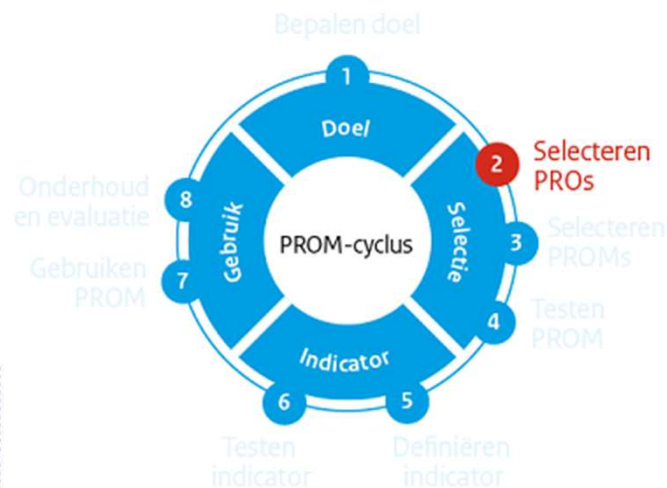 Bepalen doel
1
Doel
2
Selecteren
PROs
Selectie
3
Selecteren
PROMs
4
Testen
PROM
5
Definiëren
indicator
Indicator
6
Testen
indicator
7
Gebruiken
PROM
8
Onderhoud
en evaluatie
Gebruik
PROM-cyclus